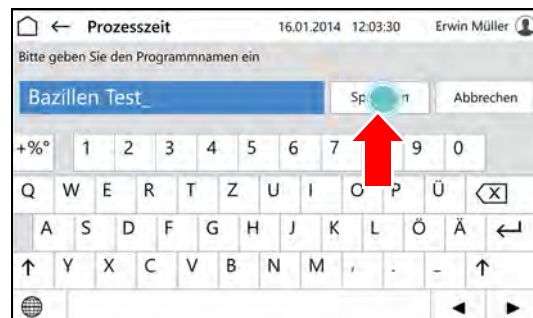 ← Prozesszeit 16.01.2014 12:03:30 Erwin Müller
Bitte geben Sie den Programmnamen ein
Bazillen Test_ Abbrechen
+%° 1 2 3 4 5 6 7 9 0
Q W E R T Z U I O P Ü
A S D F G H J K L Ö Ä
Y X C V B N M , . -